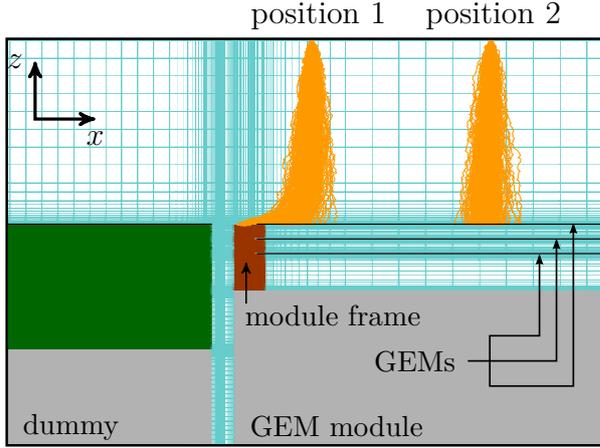 position 1 position 2
z
x
module frame
GEMs
dummy GEM module